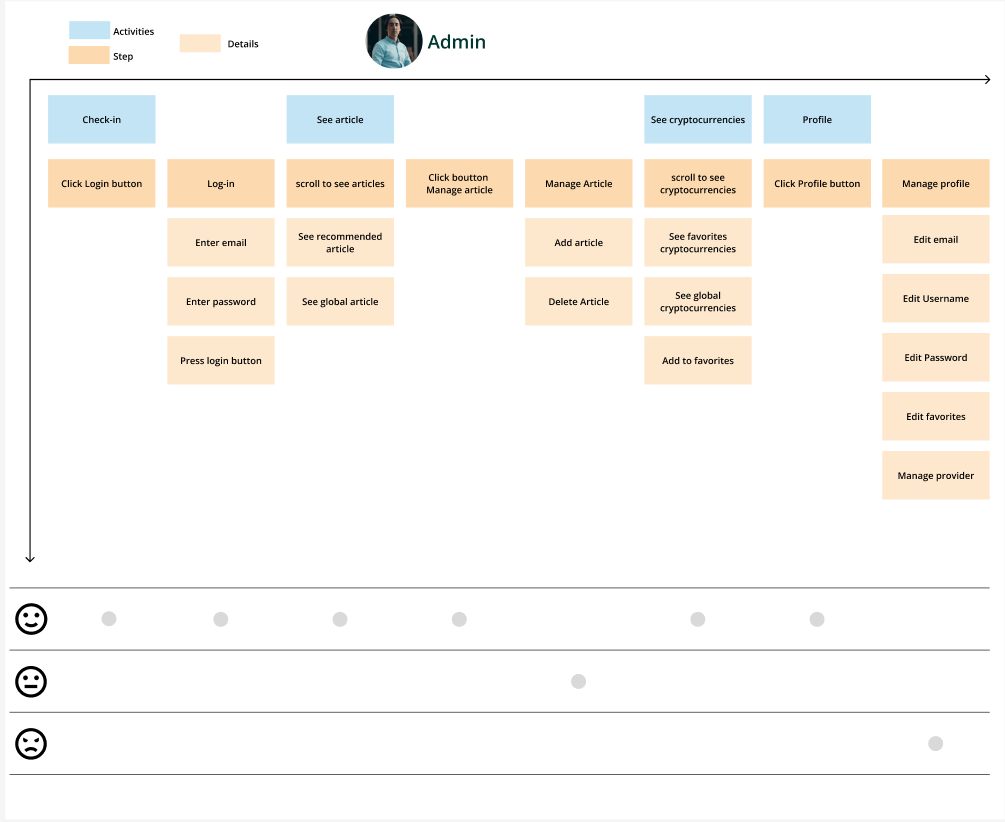 Activities
Step
Details
Admin
Check-in
See article
See cryptocurrencies
Profile
Click Login button
Log-in
scroll to see articles
Click boutton
Manage article
Manage Article
scroll to see
cryptocurrencies
Click Profile button
Manage profile
Enter email
See recommended
article
Add article
See favorites
cryptocurrencies
Edit email
Enter password
See global article
Delete Article
See global
cryptocurrencies
Edit Username
Press login button
Add to favorites
Edit Password
Edit favorites
Manage provider